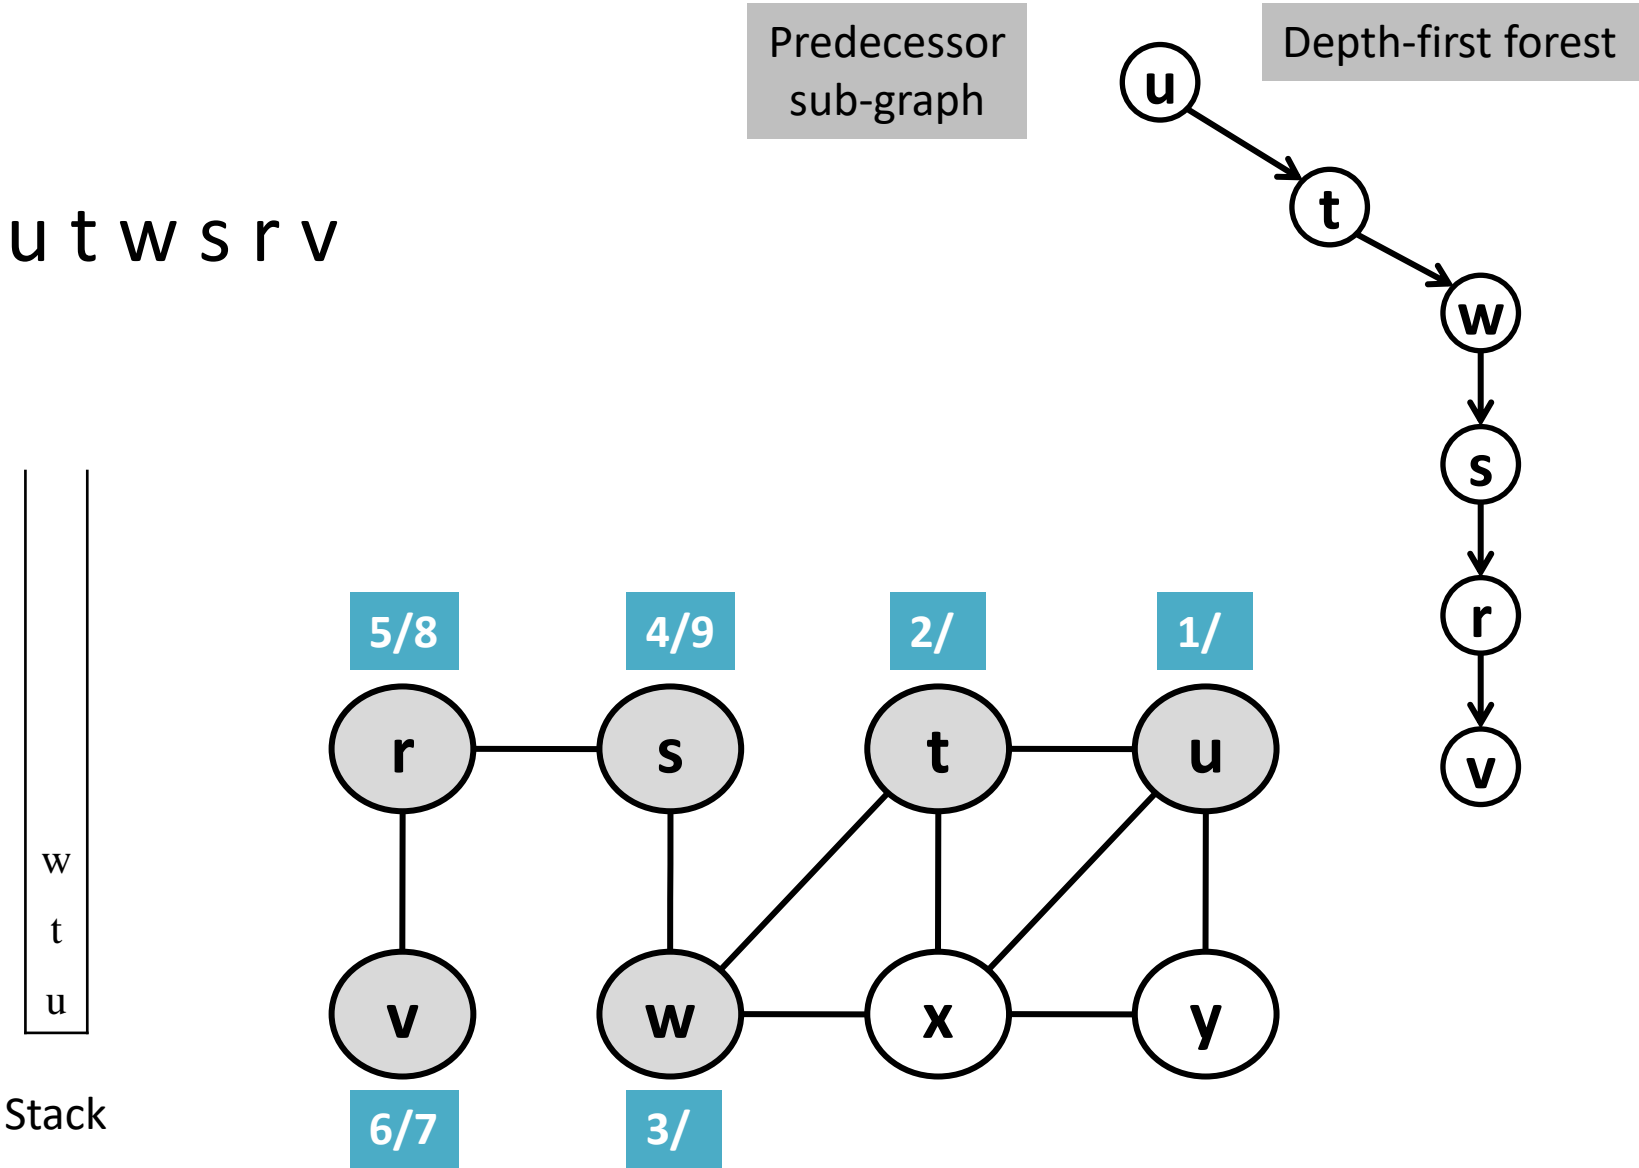 Predecessor
sub-graph
Depth-first forest
u
t
w
s
r
v
u t w s r v
5/8
4/9
2/
1/
r
s
t
u
w
t
u
v
w
x
y
Stack
6/7
3/